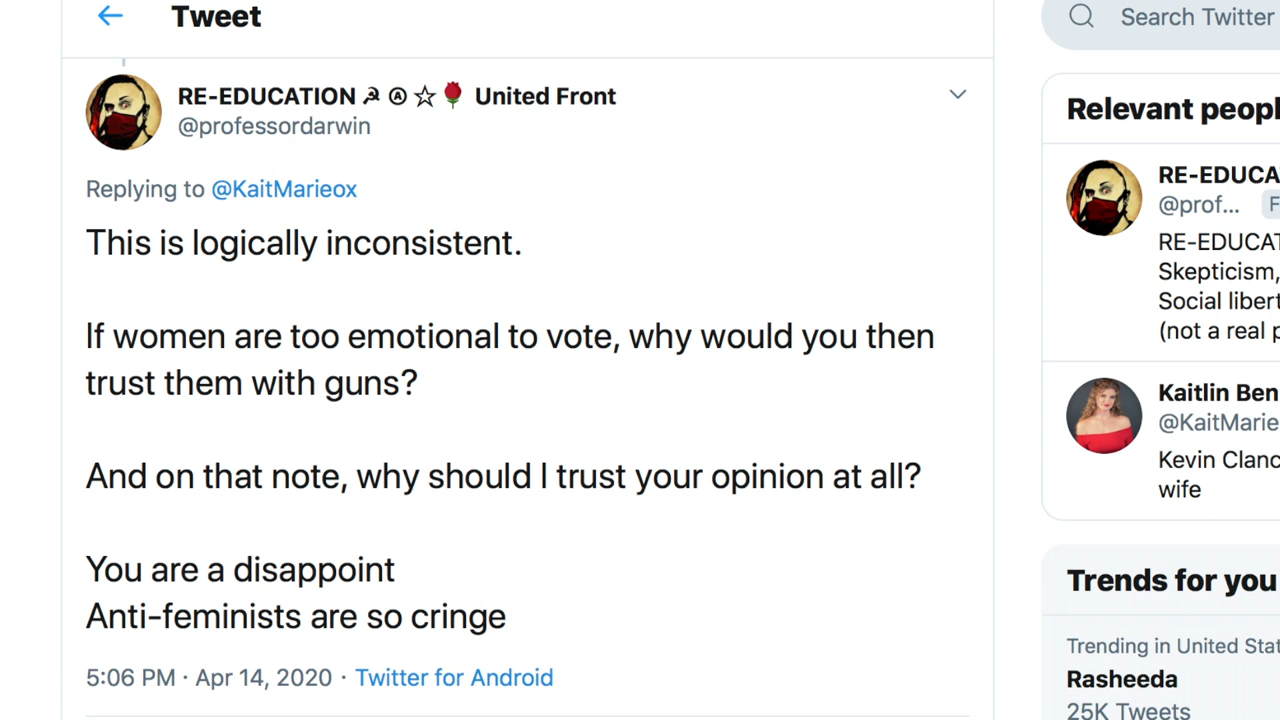 ← Tweet
Search Twitter
RE-EDUCATION ☭ Ⓐ ☆ 🌹 United Front
@professordarwin
Replying to @KaitMarieox
This is logically inconsistent.
If women are too emotional to vote, why would you then
trust them with guns?
And on that note, why should I trust your opinion at all?
You are a disappoint
Anti-feminists are so cringe
5:06 PM · Apr 14, 2020 · Twitter for Android
Relevant peopl
RE-EDUCA
@prof... F
RE-EDUCAT
Skepticism,
Social libert
(not a real p
Kaitlin Ben
@KaitMarie
Kevin Clanc
wife
Trends for you
Trending in United Stat
Rasheeda
25K Tweets